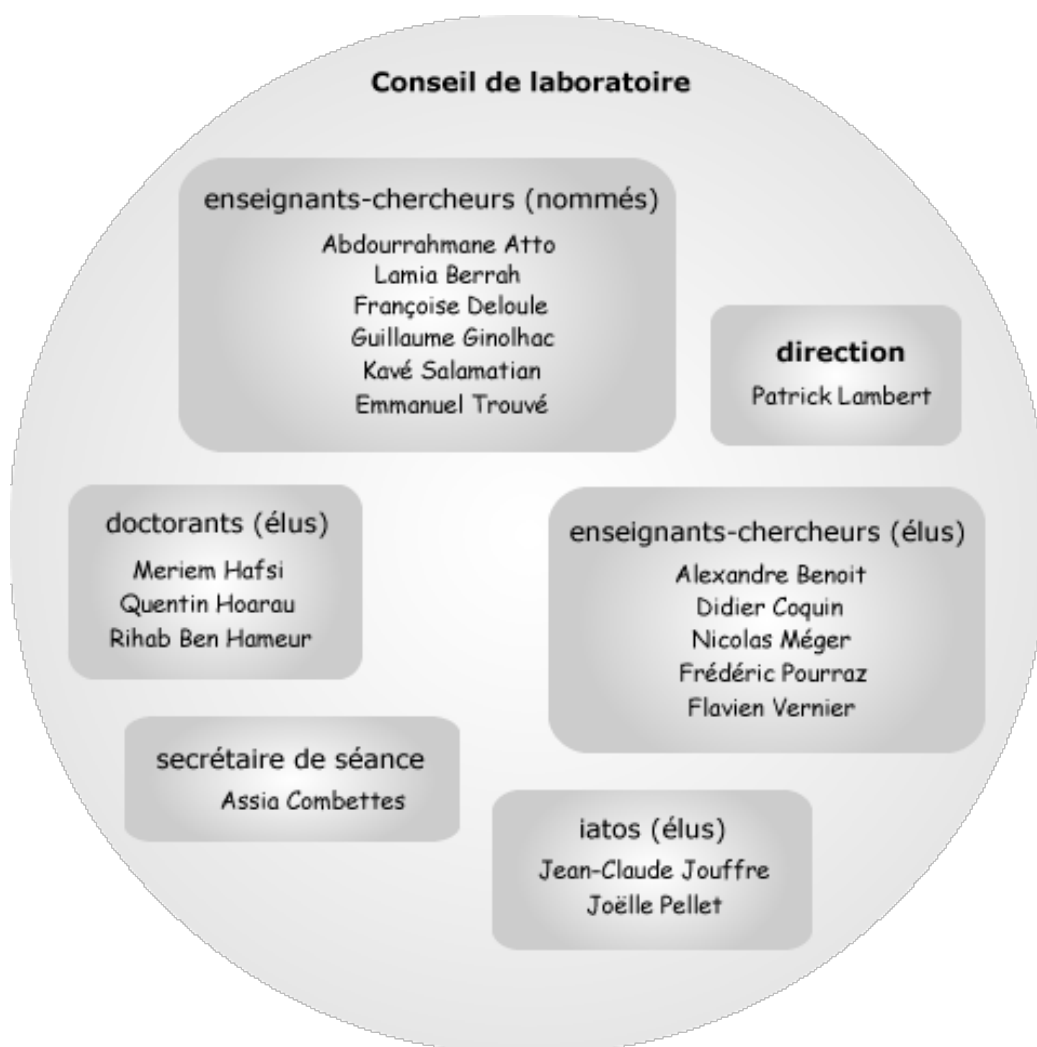 Conseil de laboratoire
enseignants-chercheurs (nommés)
Abdourrahmane Atto
Lamia Berrah
Françoise Deloule
Guillaume Ginolhac
Kavé Salamatian
Emmanuel Trouvé
direction
Patrick Lambert
doctorants (élus)
Meriem Hafsi
Quentin Hoarau
Rihab Ben Hameur
enseignants-chercheurs (élus)
Alexandre Benoit
Didier Coquin
Nicolas Méger
Frédéric Pourraz
Flavien Vernier
secrétaire de séance
Assia Combettes
iatos (élus)
Jean-Claude Jouffre
Joëlle Pellet